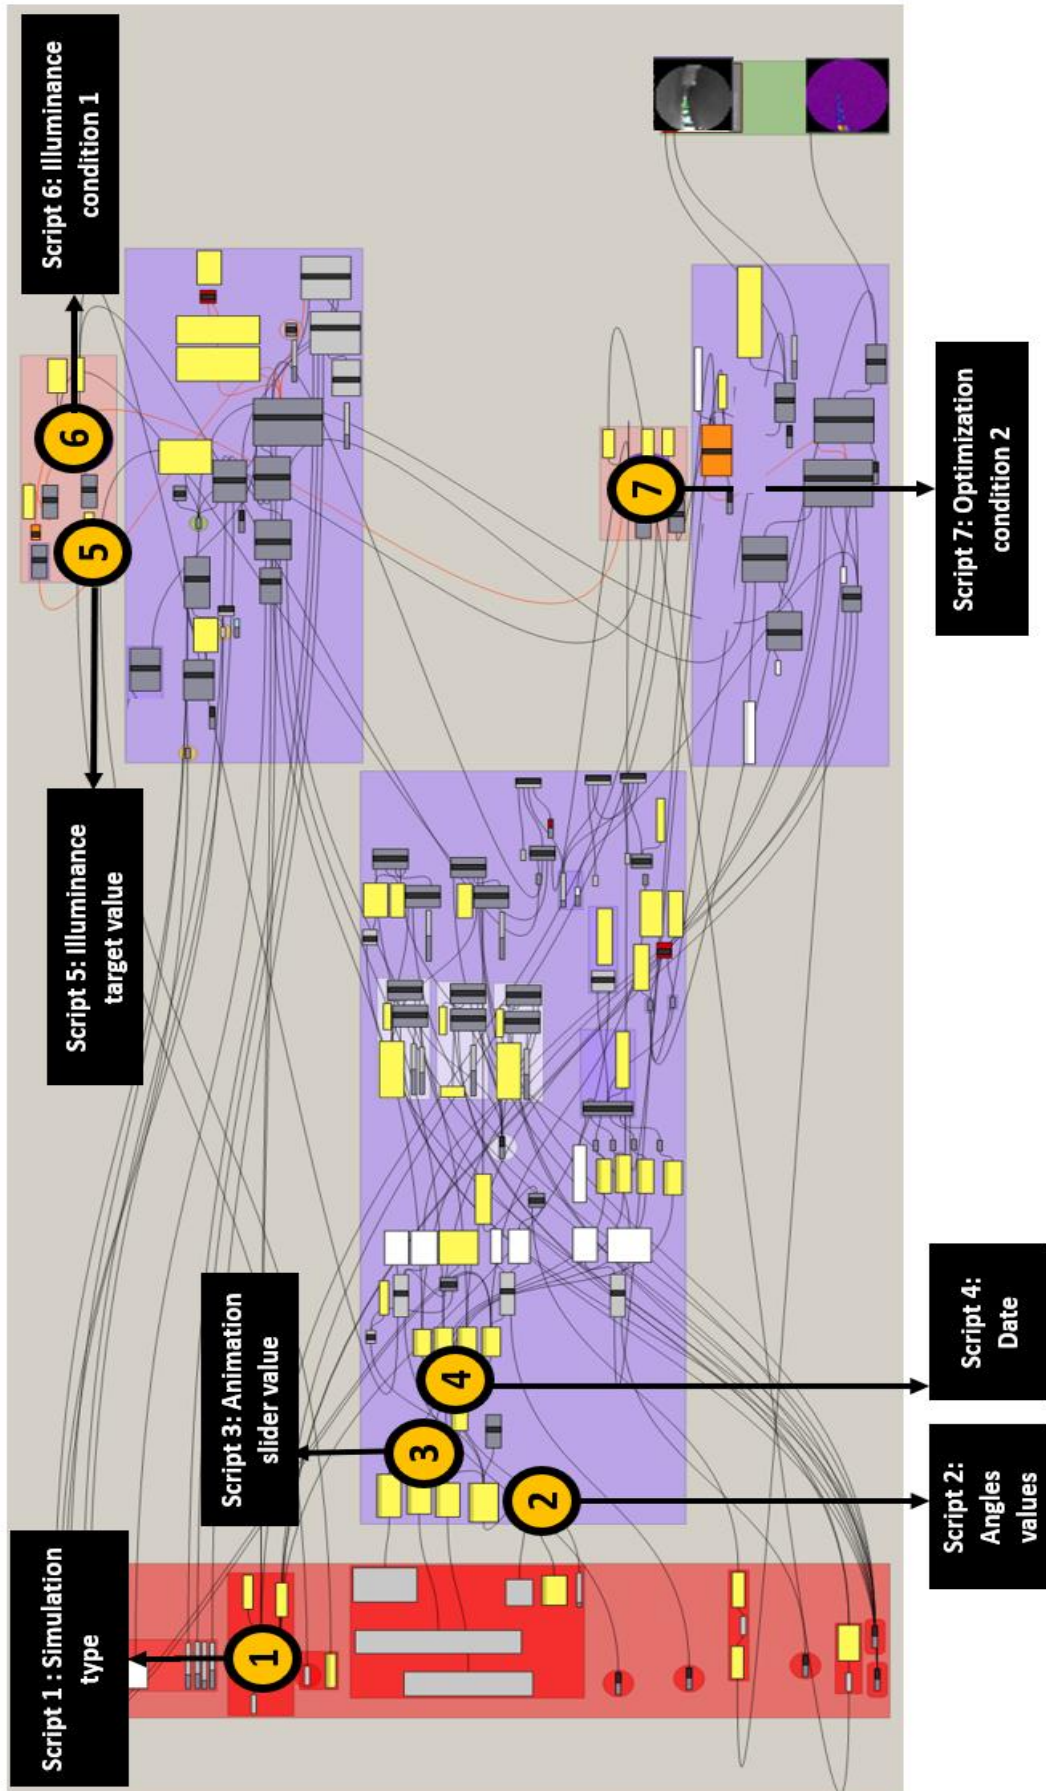 Script 1 : Simulation
type
1
Script 2:
Angles
values
2
Script 3: Animation
slider value
3
Script 4:
Date
4
Script 5: Illuminance
target value
5
Script 6: Illuminance
condition 1
6
Script 7: Optimization
condition 2
7